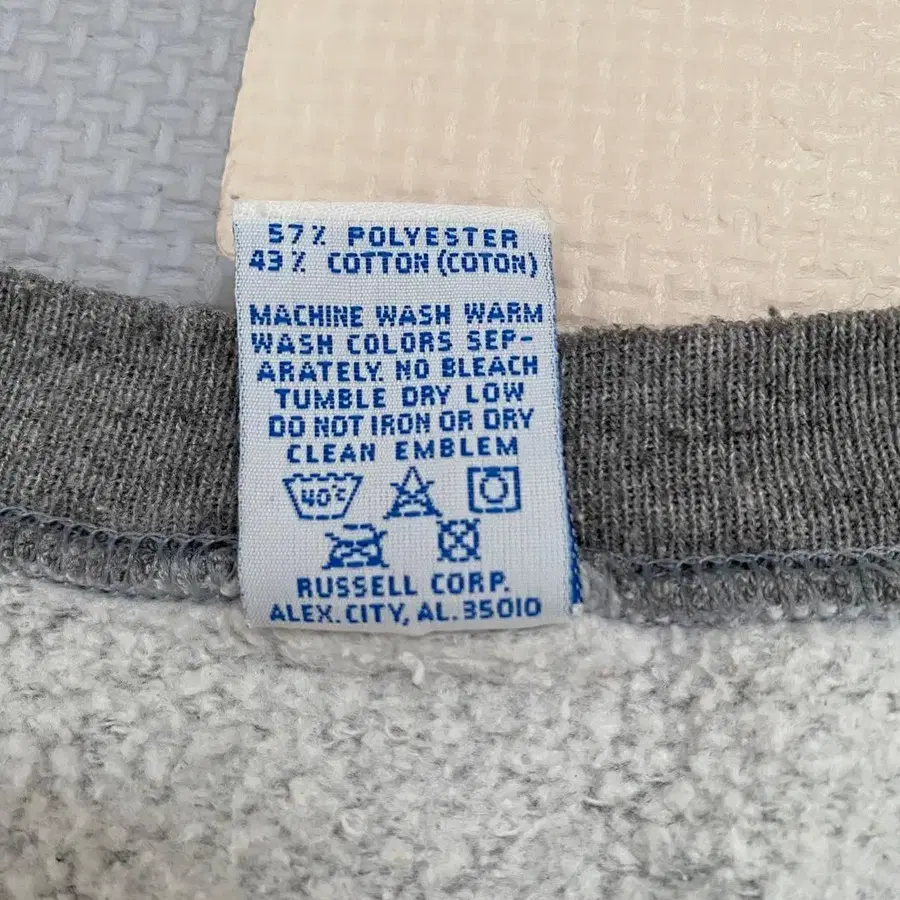 57% POLYESTER
43% COTTON (COTON)
MACHINE WASH WARM
WASH COLORS SEP-
ARATELY. NO BLEACH
TUMBLE DRY LOW
DO NOT IRON OR DRY
CLEAN EMBLEM
40°C
RUSSELL CORP.
ALEX. CITY, AL. 35010